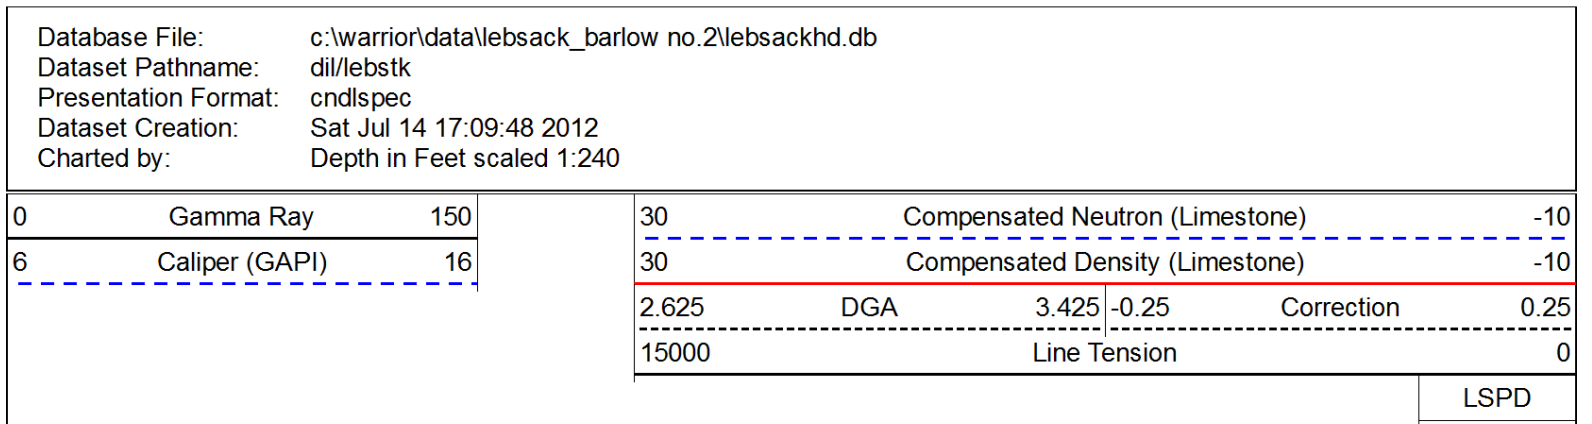 Database File: c:\warrior\data\lebsack_barlow no.2\lebsackhd.db
Dataset Pathname: dil/lebstk
Presentation Format: cndlspec
Dataset Creation: Sat Jul 14 17:09:48 2012
Charted by: Depth in Feet scaled 1:240
0 Gamma Ray 150 30 Compensated Neutron (Limestone) -10
6 Caliper (GAPI) 16 30 Compensated Density (Limestone) -10
2.625 DGA 3.425 -0.25 Correction 0.25
15000 Line Tension 0
LSPD